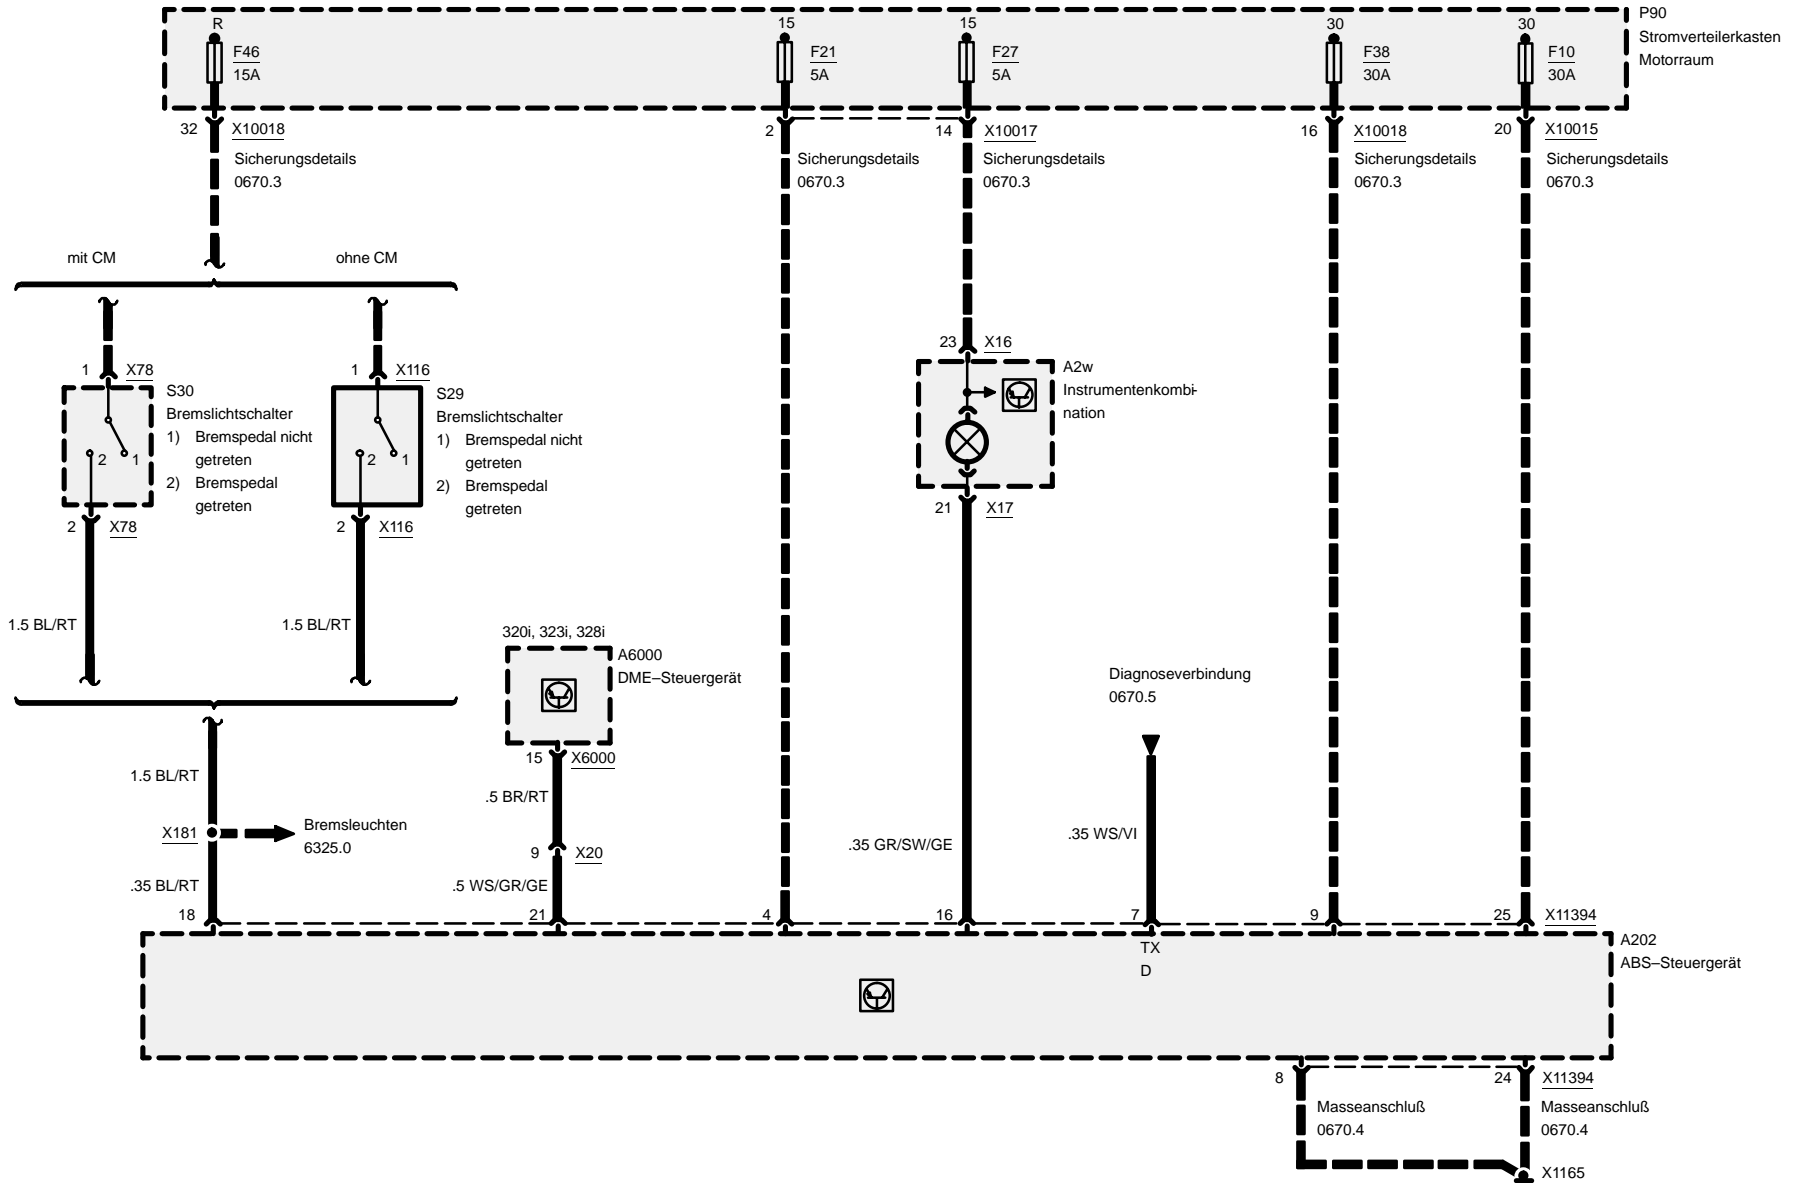 R
15
15
30
30
P90
Stromverteilerkasten
Motorraum
F46
15A
F21
5A
F27
5A
F38
30A
F10
30A
32
X10018
Sicherungsdetails
0670.3
2
Sicherungsdetails
0670.3
14
X10017
Sicherungsdetails
0670.3
16
X10018
Sicherungsdetails
0670.3
20
X10015
Sicherungsdetails
0670.3
mit CM
ohne CM
1
X78
S30
Bremslichtschalter
1) Bremspedal nicht
getreten
2) Bremspedal
getreten
2
1
2
X78
1
X116
S29
Bremslichtschalter
1) Bremspedal nicht
getreten
2) Bremspedal
getreten
2
1
2
X116
23
X16
A2w
Instrumentenkombi-
nation
21
X17
1.5 BL/RT
1.5 BL/RT
320i, 323i, 328i
A6000
DME–Steuergerät
15
X6000
Diagnoseverbindung
0670.5
1.5 BL/RT
.5 BR/RT
X181
Bremsleuchten
6325.0
9
X20
.35 GR/SW/GE
.35 WS/VI
.35 BL/RT
.5 WS/GR/GE
18
21
4
16
7
9
25
X11394
TX
D
A202
ABS–Steuergerät
8
24
X11394
Masseanschluß
0670.4
Masseanschluß
0670.4
X1165